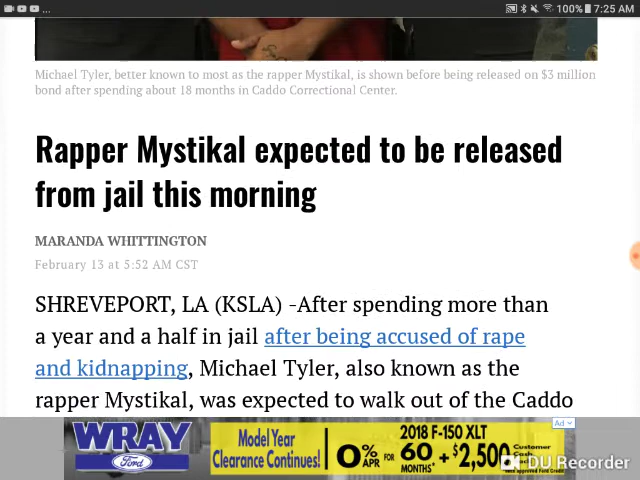 ... 100% 7:25 AM
Michael Tyler, better known to most as the rapper Mystikal, is shown before being released on $3 million
bond after spending about 18 months in Caddo Correctional Center.
Rapper Mystikal expected to be released
from jail this morning
MARANDA WHITTINGTON
February 13 at 5:52 AM CST
SHREVEPORT, LA (KSLA) -After spending more than
a year and a half in jail after being accused of rape
and kidnapping, Michael Tyler, also known as the
rapper Mystikal, was expected to walk out of the Caddo
Ad
WRAY
Ford
Model Year
Clearance Continues!
0% APR FOR 60 MONTHS + $2,500 Customer Cash
2018 F-150 XLT
DU Recorder